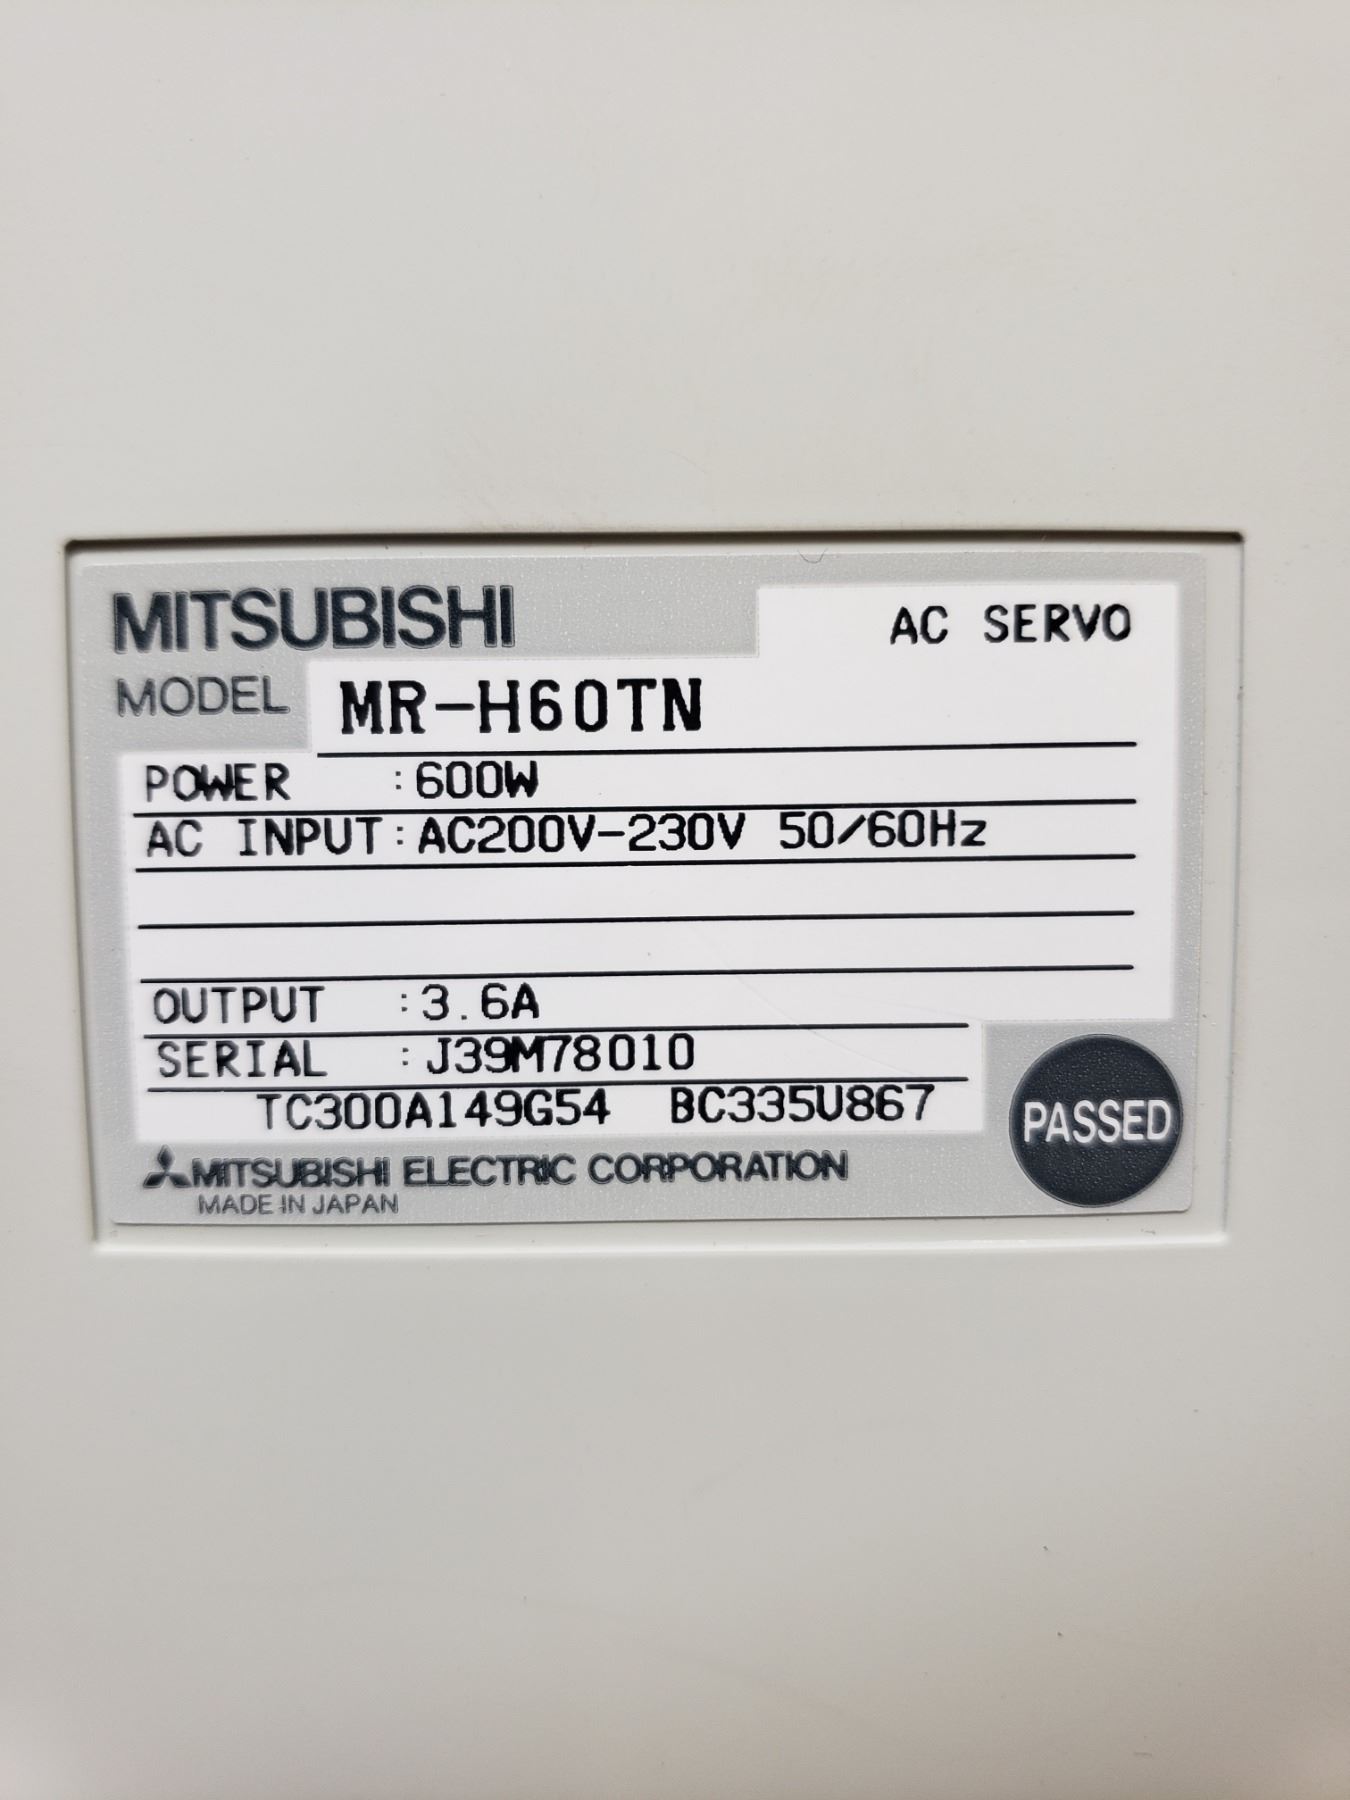 MITSUBISHI
AC SERVO
MODEL MR-H60TN
POWER :600W
AC INPUT:AC200V-230V 50/60Hz
OUTPUT :3.6A
SERIAL :J39M78010
TC300A149G54 BC335U867
PASSED
MITSUBISHI ELECTRIC CORPORATION
MADE IN JAPAN